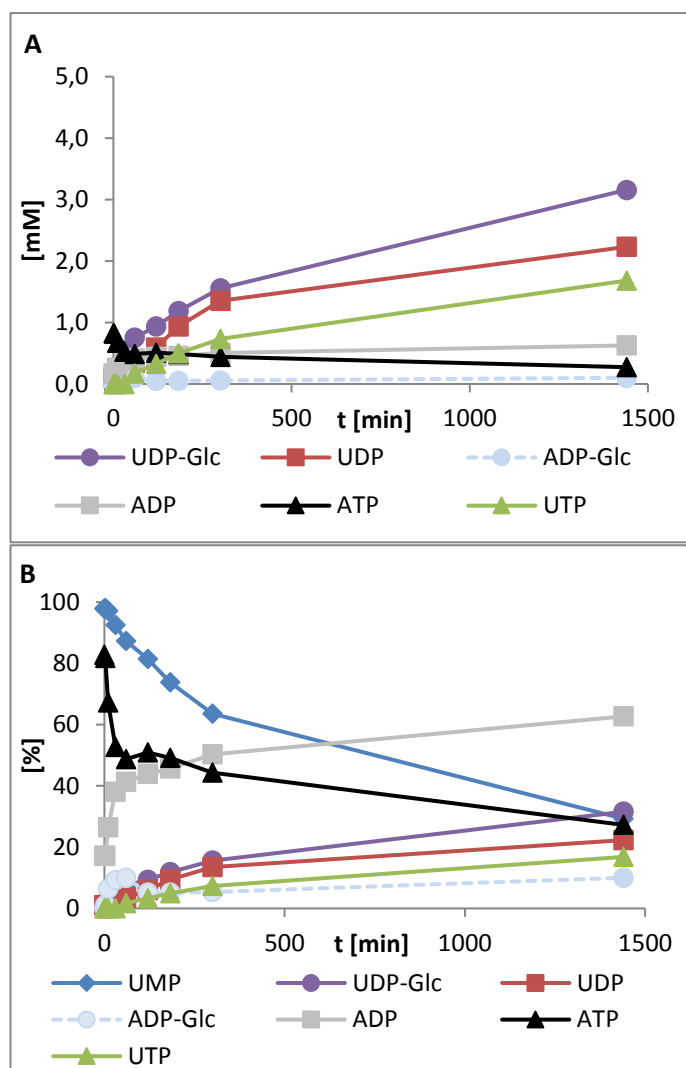 A
5,0
4,0
3,0
2,0
1,0
0,0
[mM]
0 500 1000 1500
t [min]
UDP-Glc UDP ADP-Glc
ADP ATP UTP
B
100
80
60
40
20
0
[%]
0 500 1000 1500
t [min]
UMP UDP-Glc UDP
ADP-Glc ADP ATP
UTP